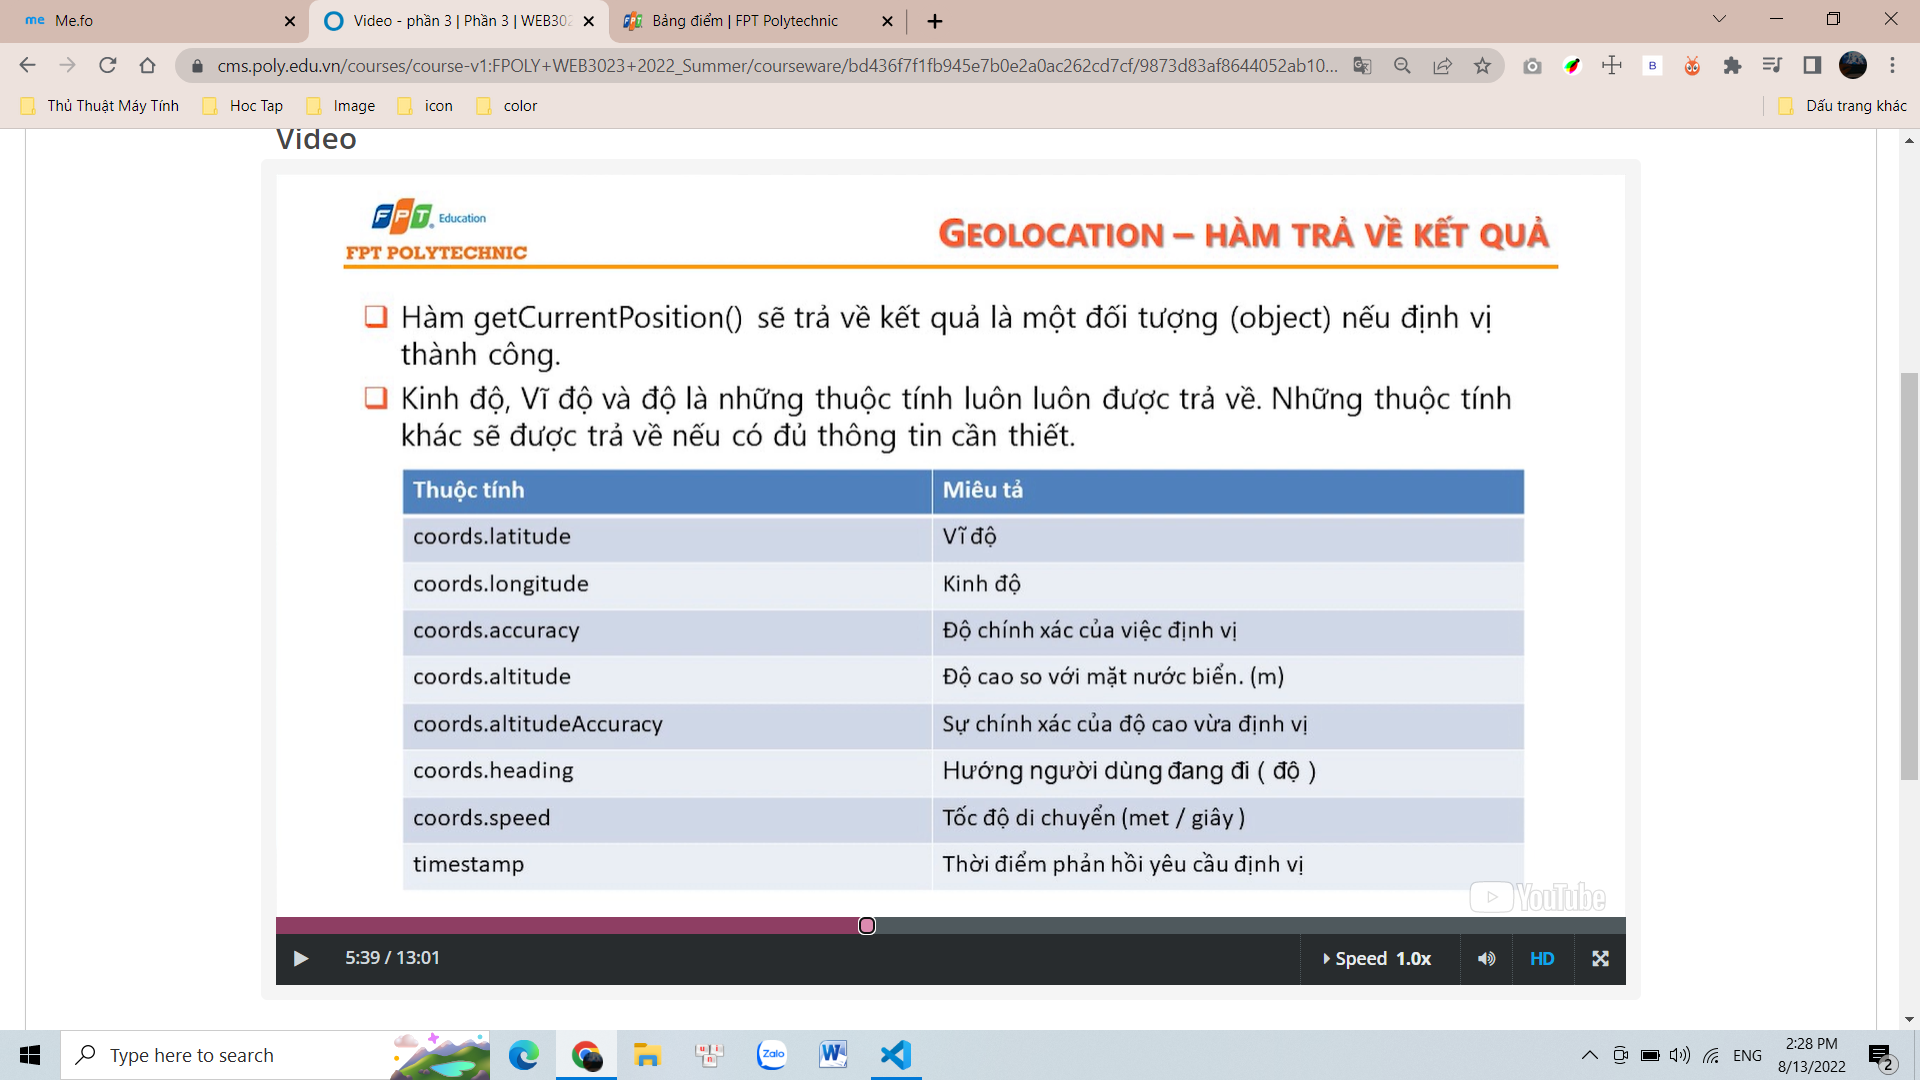 me Me.fo
Video - phần 3 | Phần 3 | WEB302
Bảng điểm | FPT Polytechnic
cms.poly.edu.vn/courses/course-v1:FPOLY+WEB3023+2022_Summer/courseware/bd436f7f1fb945e7b0e2a0ac262cd7cf/9873d83af8644052ab10...
B
Thủ Thuật Máy Tính
Hoc Tap
Image
icon
color
Dấu trang khác
Video
FPT Education
FPT POLYTECHNIC
GEOLOCATION – HÀM TRẢ VỀ KẾT QUẢ
Hàm getCurrentPosition() sẽ trả về kết quả là một đối tượng (object) nếu định vị
thành công.
Kinh độ, Vĩ độ và độ là những thuộc tính luôn luôn được trả về. Những thuộc tính
khác sẽ được trả về nếu có đủ thông tin cần thiết.
Thuộc tính Miêu tả
coords.latitude Vĩ độ
coords.longitude Kinh độ
coords.accuracy Độ chính xác của việc định vị
coords.altitude Độ cao so với mặt nước biển. (m)
coords.altitudeAccuracy Sự chính xác của độ cao vừa định vị
coords.heading Hướng người dùng đang đi ( độ )
coords.speed Tốc độ di chuyển (met / giây )
timestamp Thời điểm phản hồi yêu cầu định vị
YouTube
5:39 / 13:01
Speed 1.0x
HD
Type here to search
Zalo
W
ENG
2:28 PM
8/13/2022
2